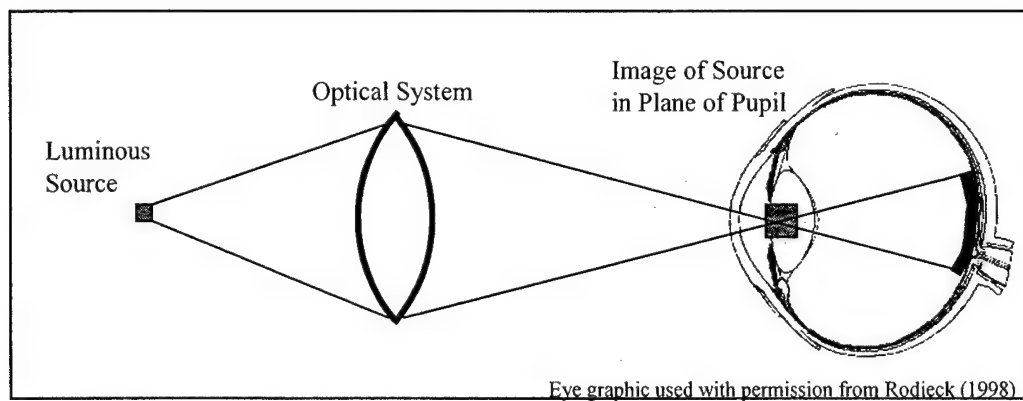 Luminous
Source
Optical System
Image of Source
in Plane of Pupil
Eye graphic used with permission from Rodieck (1998)